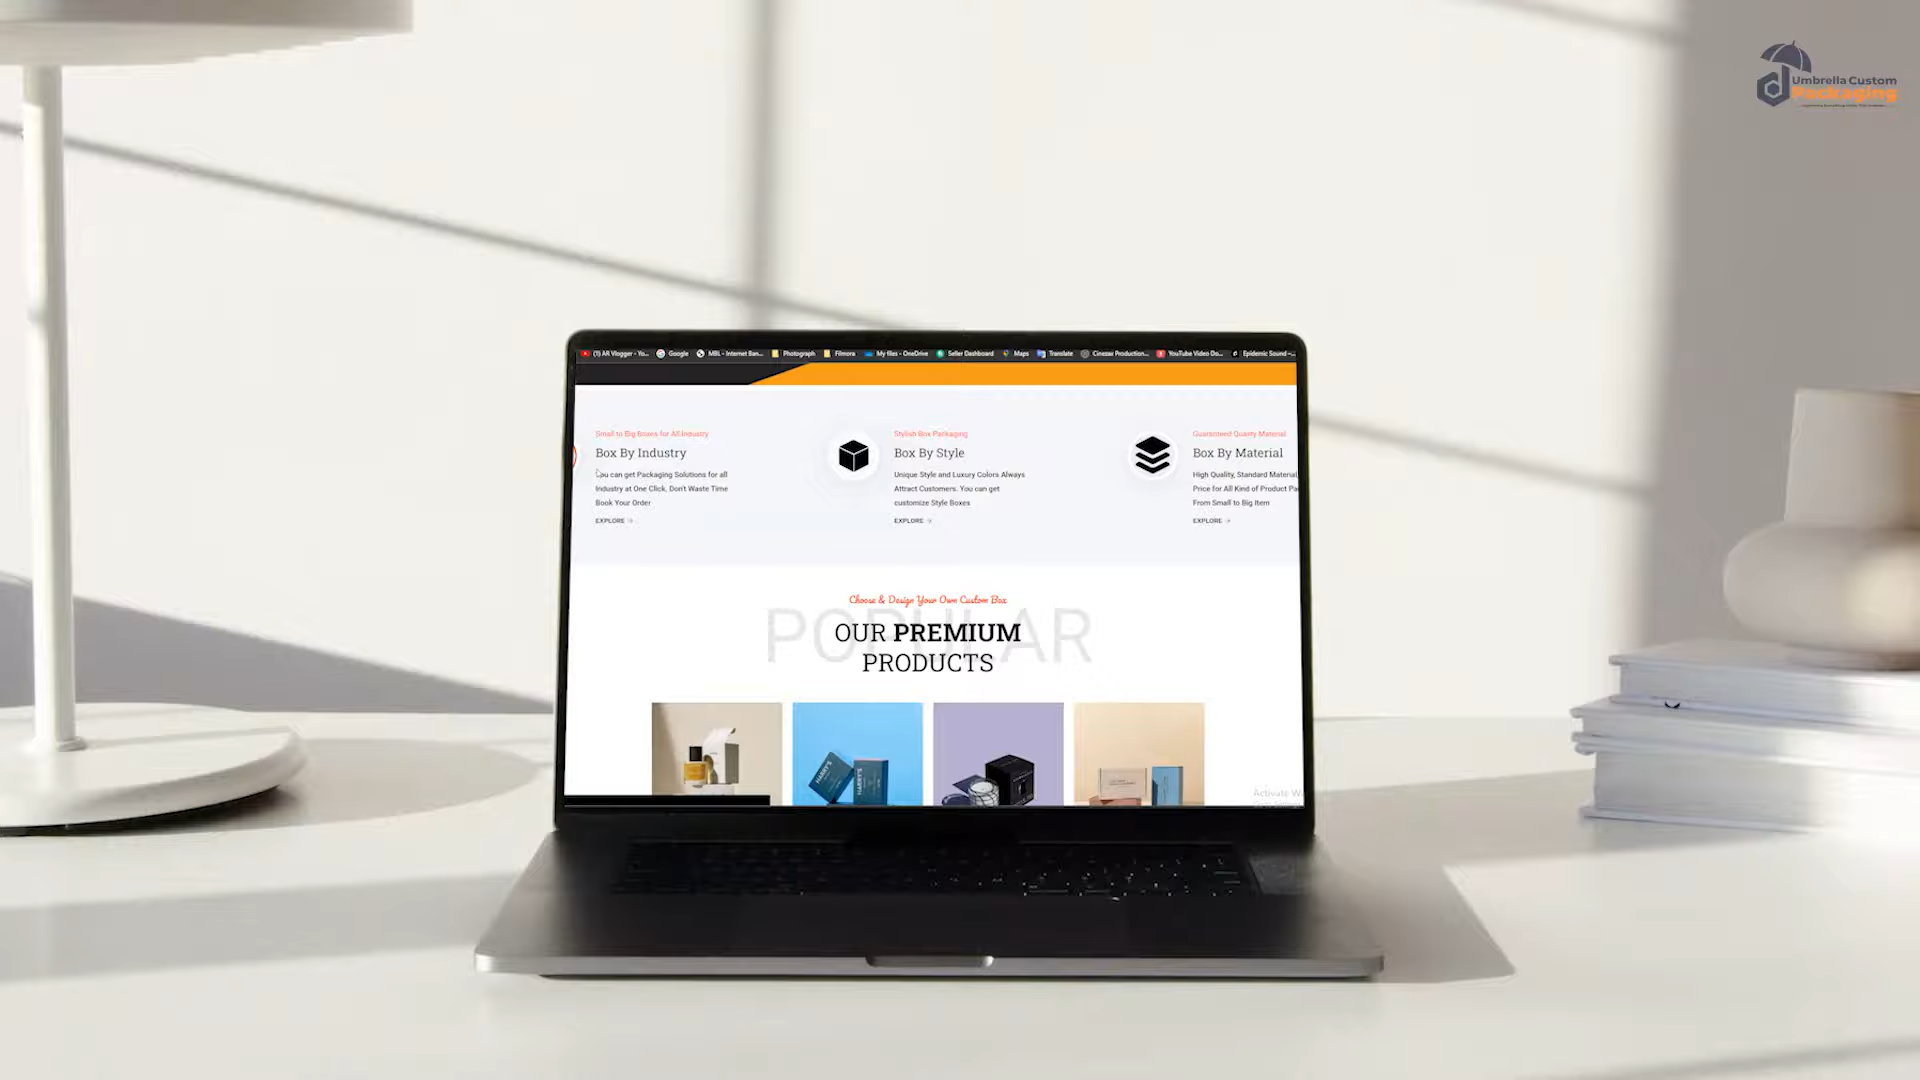 Umbrella Custom
Packaging
(1) AR Vlogger - Yo... Google MBL - Internet Ban... Photograph Filmora My files - OneDrive Seller Dashboard Maps Translate Cinezax Production... YouTube Video Do... Epidemic Sound -...
Small to Big Boxes for All Industry
Box By Industry
You can get Packaging Solutions for all
Industry at One Click, Don't Waste Time
Book Your Order
EXPLORE
Stylish Box Packaging
Box By Style
Unique Style and Luxury Colors Always
Attract Customers. You can get
customize Style Boxes
EXPLORE
Guaranteed Quality Material
Box By Material
High Quality, Standard Material
Price for All Kind of Product Pa
From Small to Big Item
EXPLORE
Choose & Design Your Own Custom Box
POPULAR
OUR PREMIUM
PRODUCTS
HARRY'S
HARRY'S
Activate W